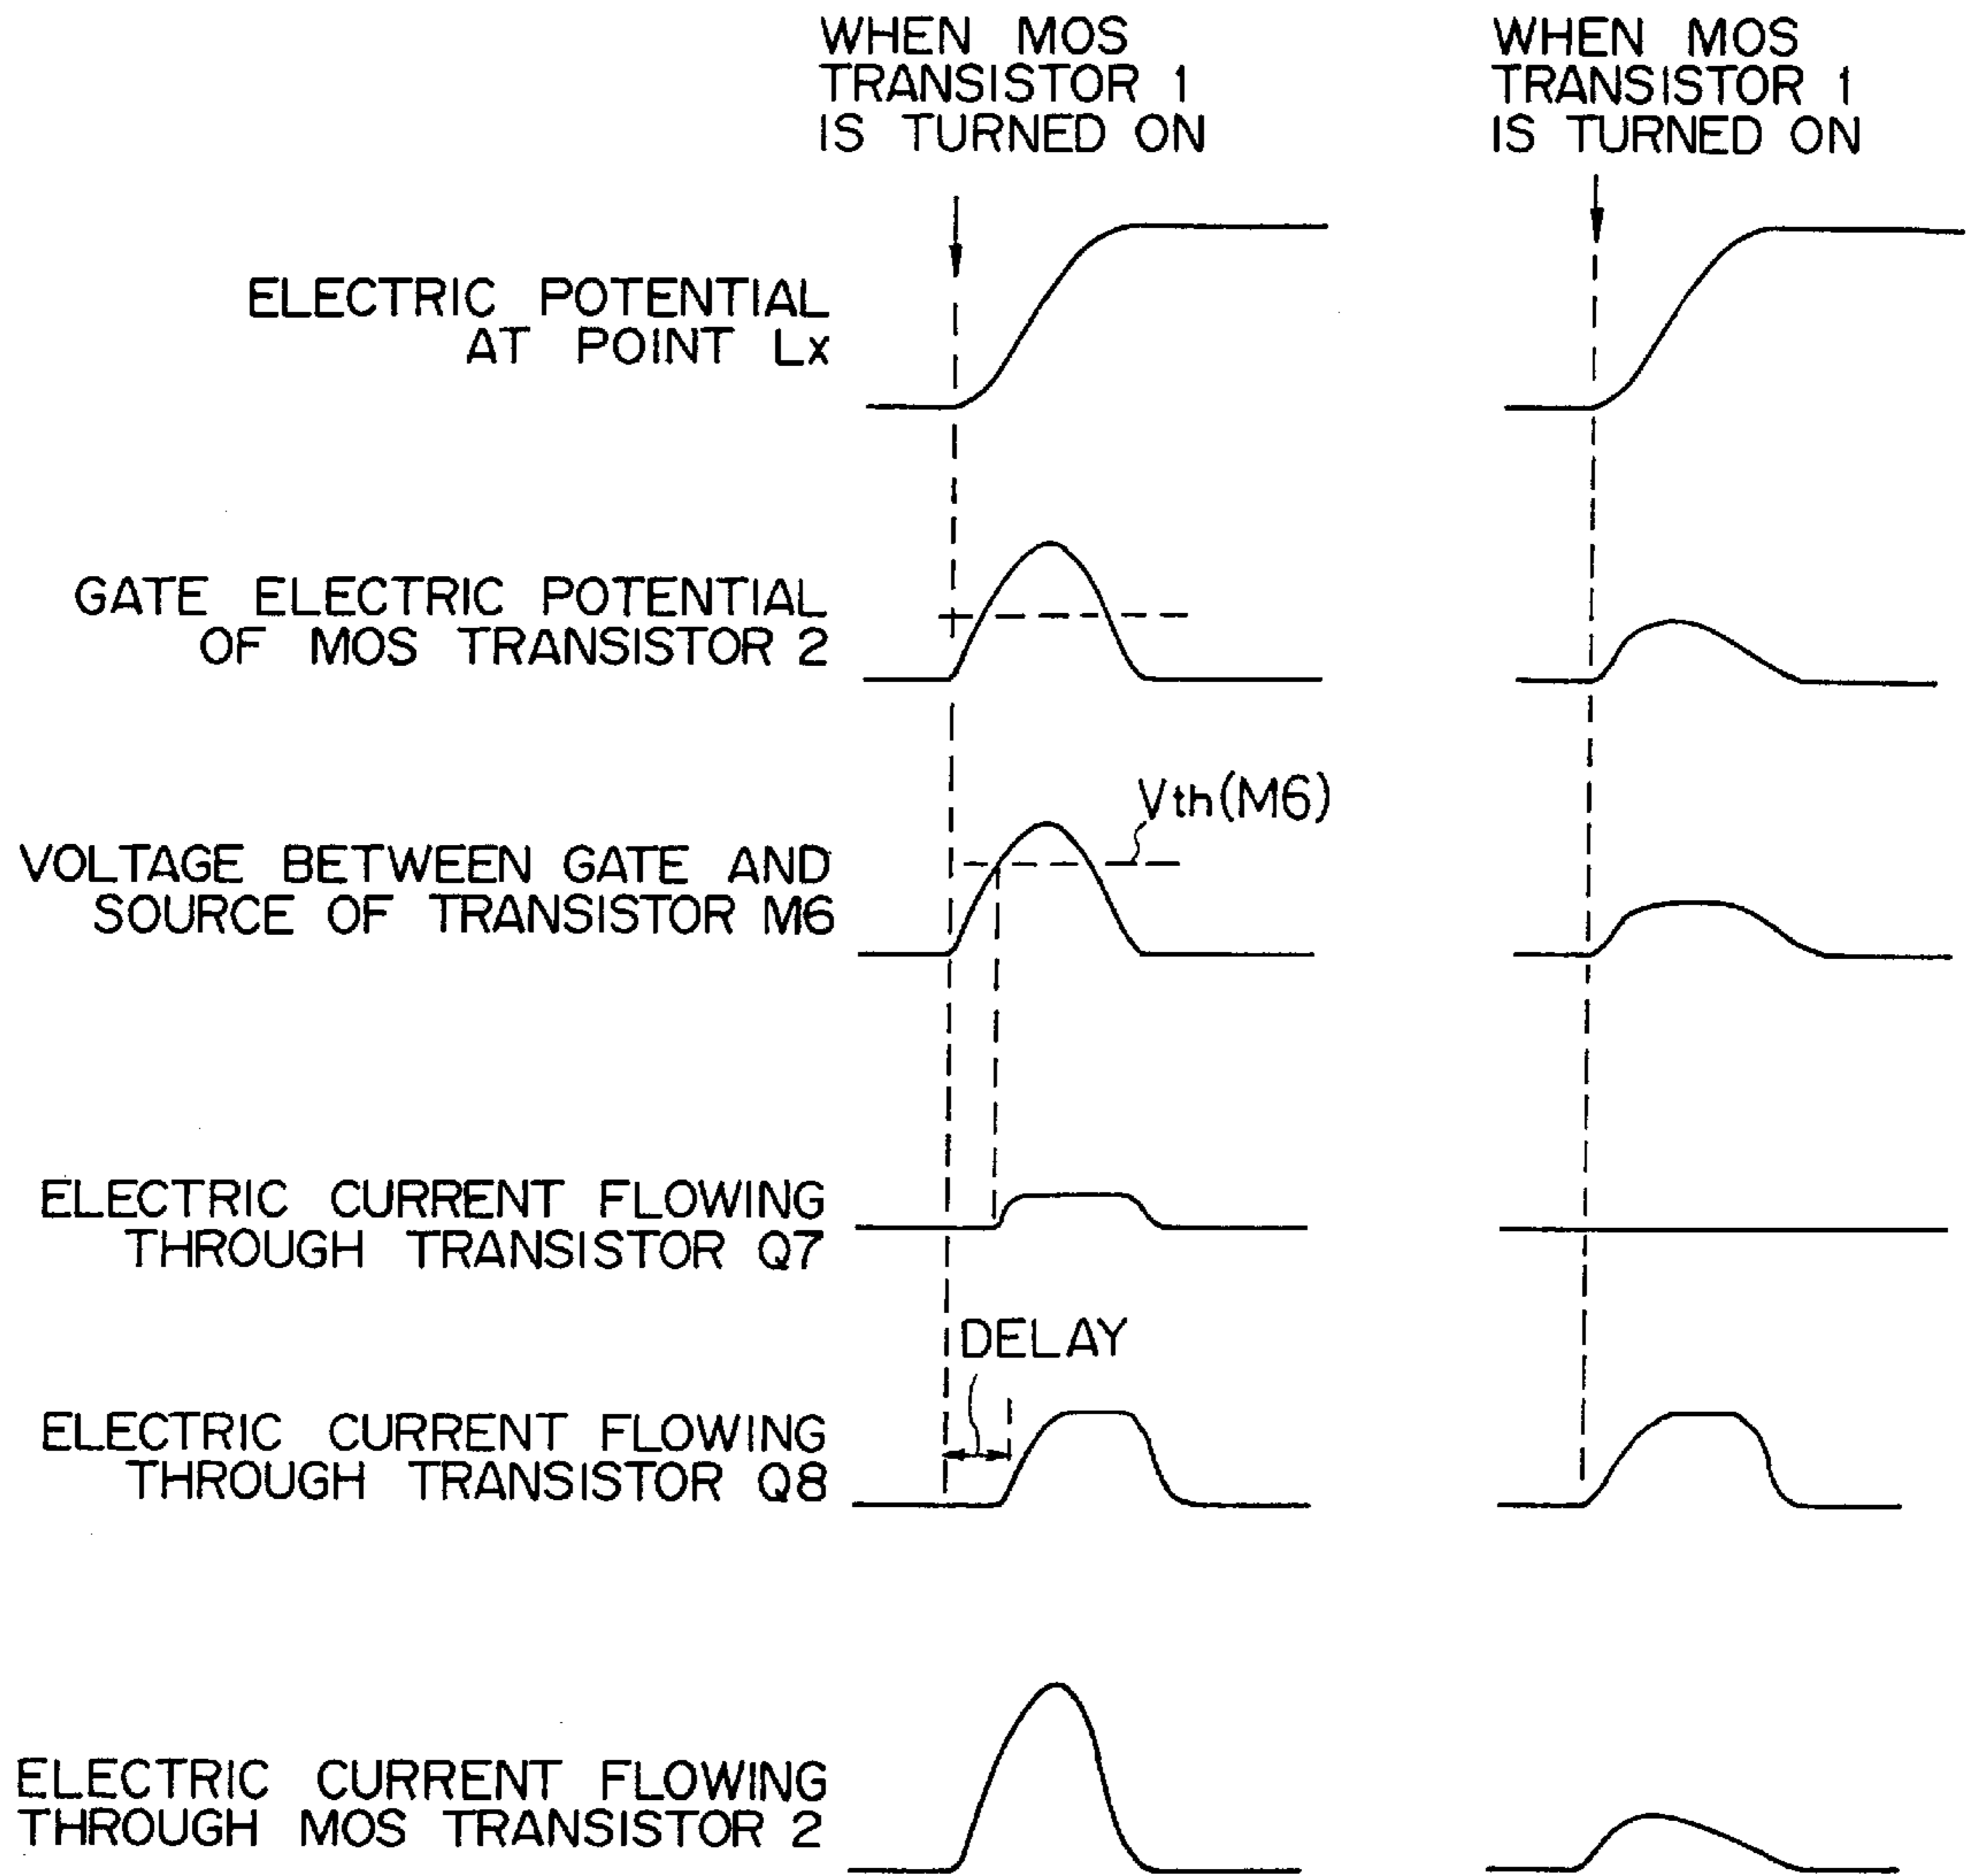 WHEN MOS
TRANSISTOR 1
IS TURNED ON
WHEN MOS
TRANSISTOR 1
IS TURNED ON
ELECTRIC POTENTIAL
AT POINT Lx
GATE ELECTRIC POTENTIAL
OF MOS TRANSISTOR 2
Vth(M6)
VOLTAGE BETWEEN GATE AND
SOURCE OF TRANSISTOR M6
ELECTRIC CURRENT FLOWING
THROUGH TRANSISTOR Q7
DELAY
ELECTRIC CURRENT FLOWING
THROUGH TRANSISTOR Q8
ELECTRIC CURRENT FLOWING
THROUGH MOS TRANSISTOR 2